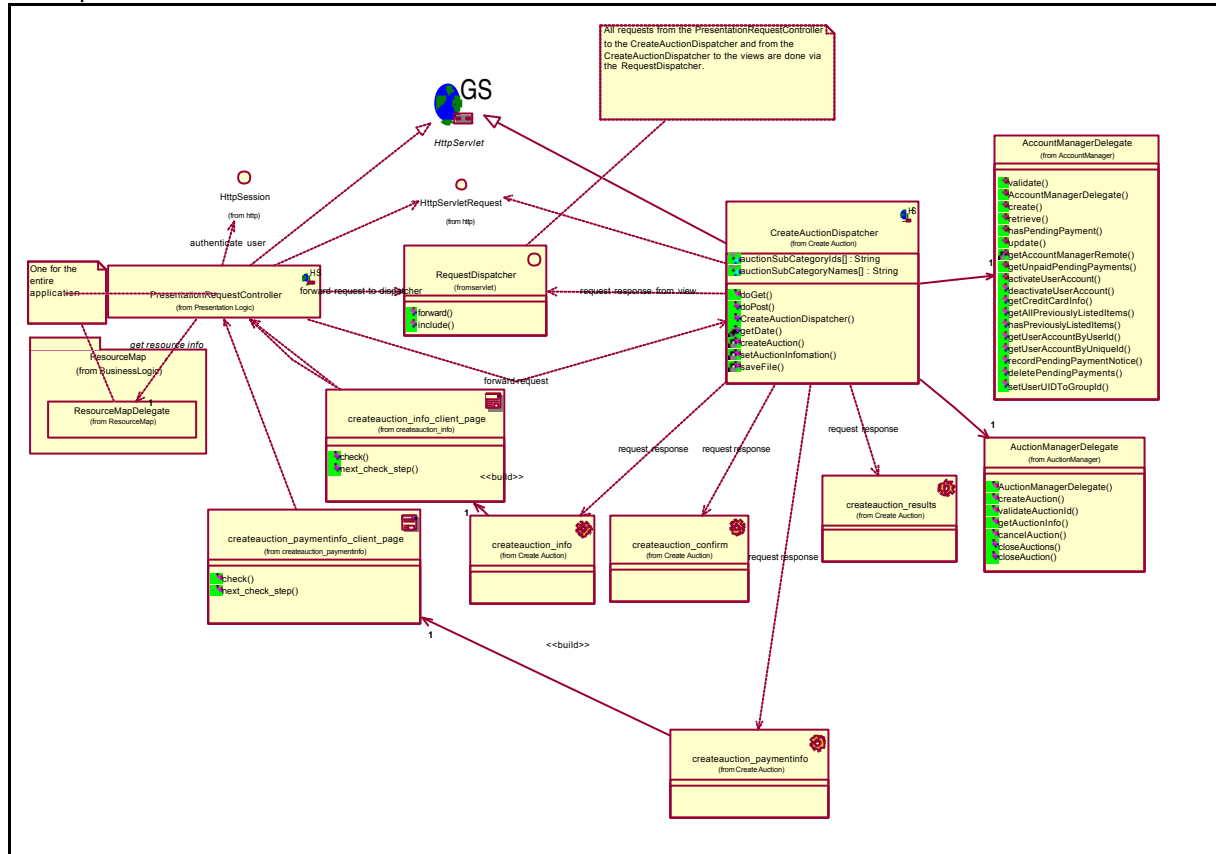 All requests from the PresentationRequestController
to the CreateAuctionDispatcher and from the
CreateAuctionDispatcher to the views are done via
the RequestDispatcher.
GS
HttpServlet
HttpSession
(from http)
HttpServletRequest
(from http)
authenticate user
One for the
entire
application
HS
PresentationRequestController
(from Presentation Logic)
forward request to dispatcher
RequestDispatcher
(fromservlet)
forward()
include()
request response from view
HS
CreateAuctionDispatcher
(from Create Auction)
auctionSubCategoryIds[] : String
auctionSubCategoryNames[] : String
doGet()
doPost()
CreateAuctionDispatcher()
getDate()
createAuction()
setAuctionInfomation()
saveFile()
1
AccountManagerDelegate
(from AccountManager)
validate()
AccountManagerDelegate()
create()
retrieve()
hasPendingPayment()
update()
getAccountManagerRemote()
getUnpaidPendingPayments()
activateUserAccount()
deactivateUserAccount()
getCreditCardInfo()
getAllPreviouslyListedItems()
hasPreviouslyListedItems()
getUserAccountByUserId()
getUserAccountByUniqueId()
recordPendingPaymentNotice()
deletePendingPayments()
setUserUIDToGroupId()
get resource info
ResourceMap
(from BusinessLogic)
1
ResourceMapDelegate
(from ResourceMap)
forward request
createauction_info_client_page
(from createauction_info)
check()
next_check_step()
<<build>>
1
request response
request response
request response
request response
1
AuctionManagerDelegate
(from AuctionManager)
AuctionManagerDelegate()
createAuction()
validateAuctionId()
getAuctionInfo()
cancelAuction()
closeAuctions()
closeAuction()
createauction_results
(from Create Auction)
createauction_info
(from Create Auction)
createauction_confirm
(from Create Auction)
createauction_paymentinfo_client_page
(from createauction_paymentinfo)
check()
next_check_step()
1
<<build>>
createauction_paymentinfo
(from Create Auction)